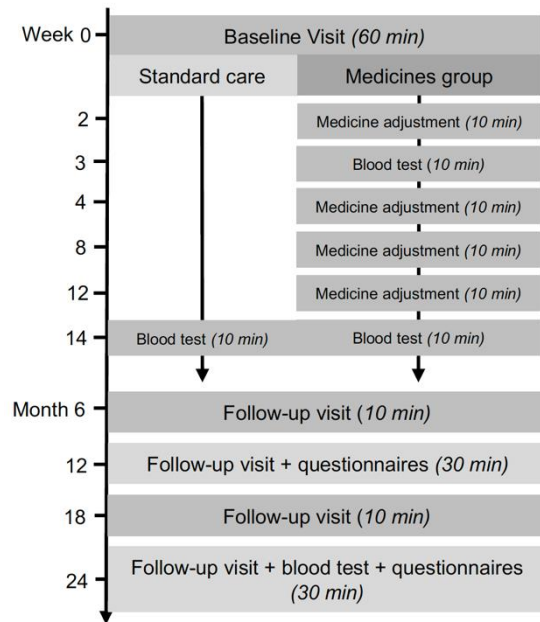 Week 0
Baseline Visit (60 min)
Standard care
Medicines group
2
Medicine adjustment (10 min)
3
Blood test (10 min)
4
Medicine adjustment (10 min)
8
Medicine adjustment (10 min)
12
Medicine adjustment (10 min)
14
Blood test (10 min)
Blood test (10 min)
Month 6
Follow-up visit (10 min)
12
Follow-up visit + questionnaires (30 min)
18
Follow-up visit (10 min)
24
Follow-up visit + blood test + questionnaires
(30 min)